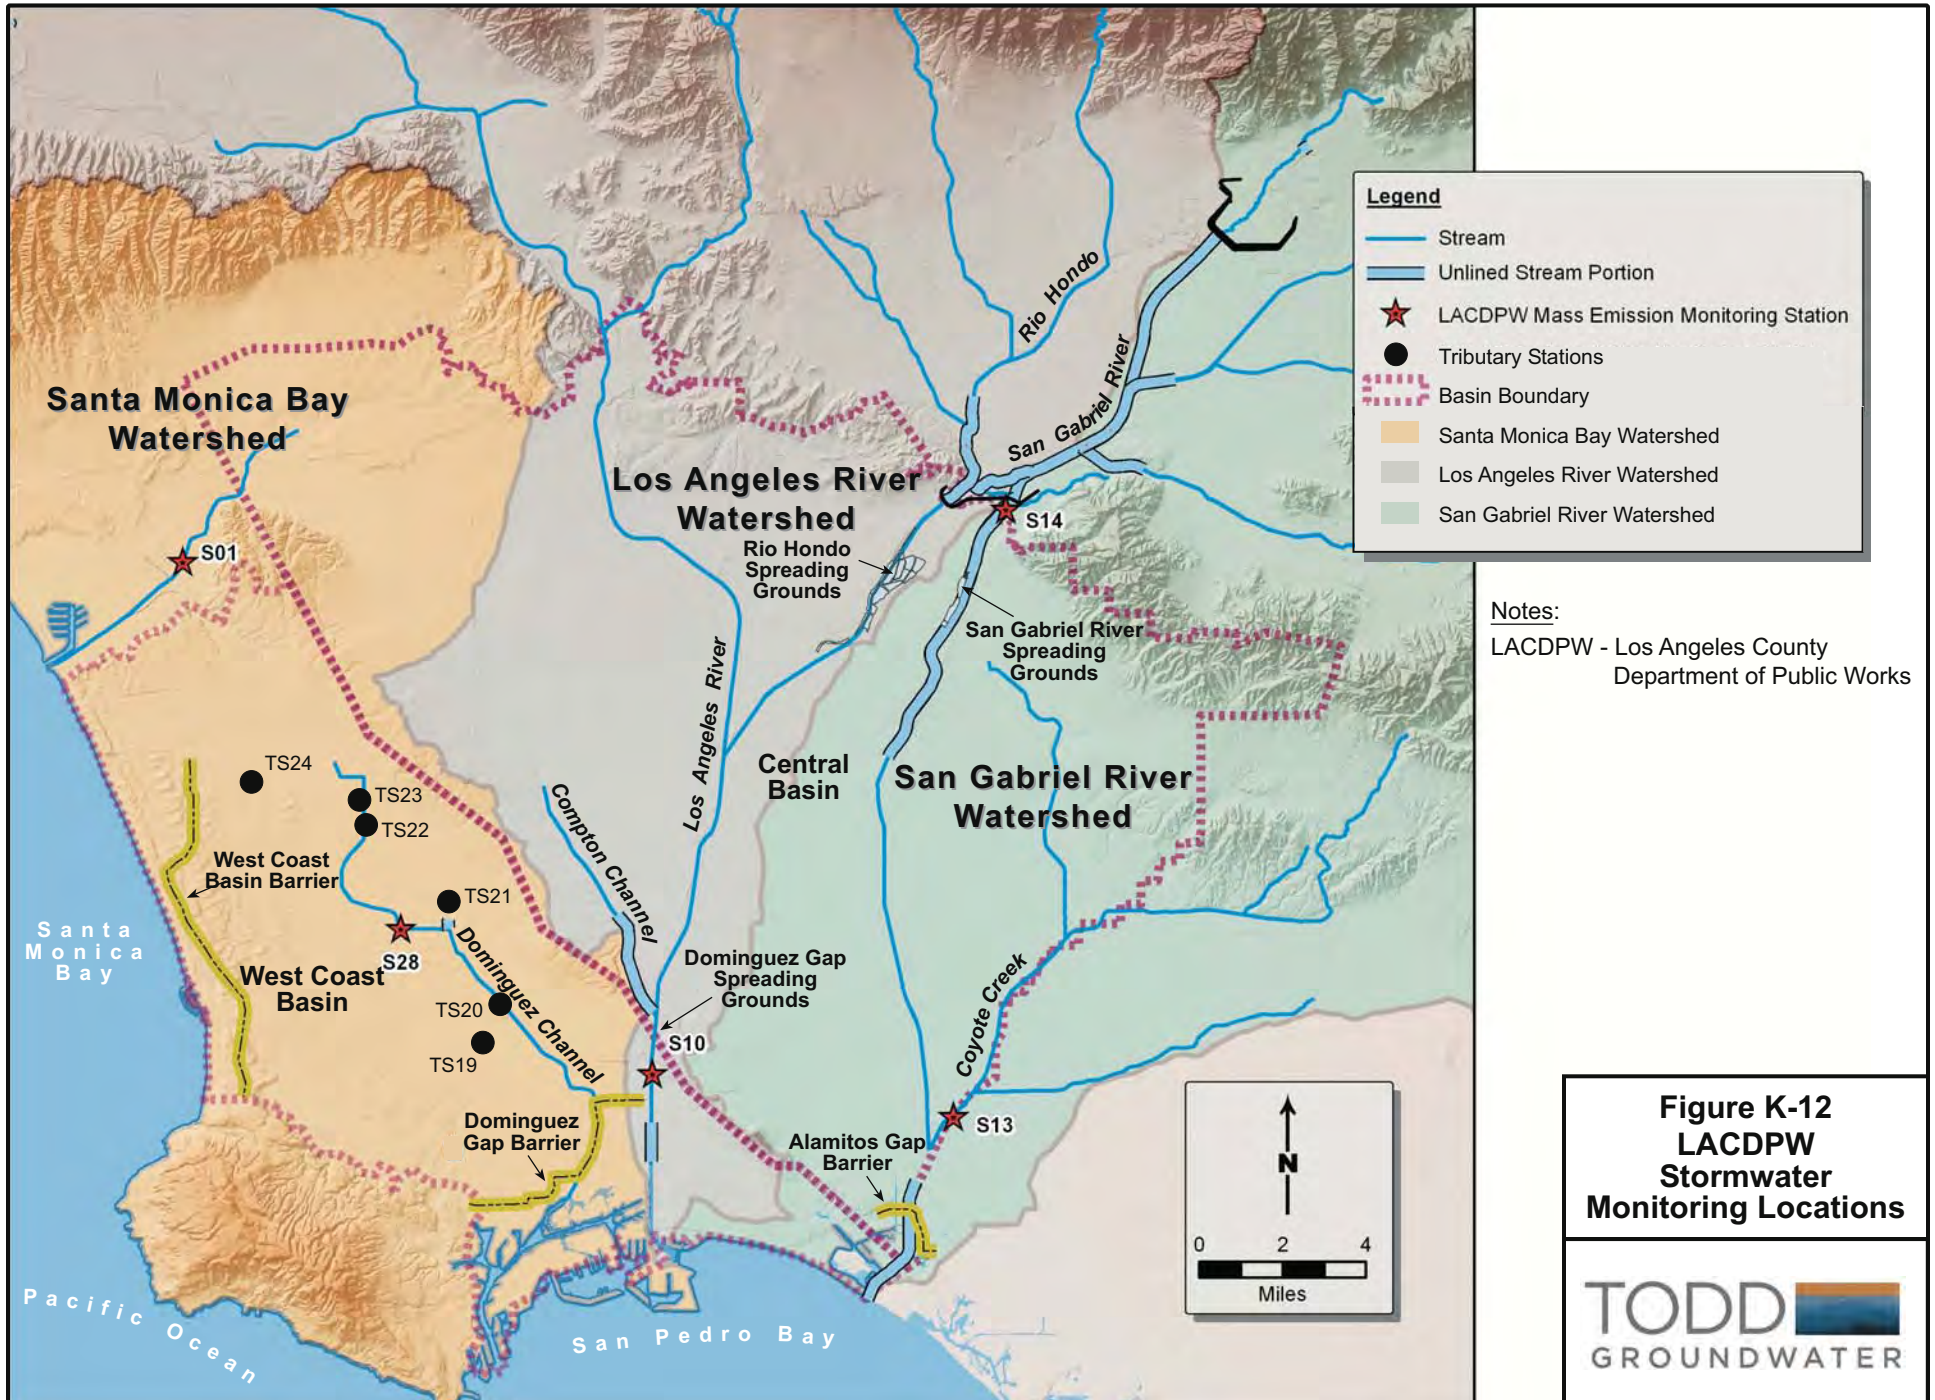 Legend
Stream
Unlined Stream Portion
LACDPW Mass Emission Monitoring Station
Tributary Stations
Basin Boundary
Santa Monica Bay Watershed
Los Angeles River Watershed
San Gabriel River Watershed
Notes:
LACDPW - Los Angeles County
Department of Public Works
Rio Hondo
San Gabriel River
Santa Monica Bay
Watershed
Los Angeles River
Watershed
S14
S01
Rio Hondo
Spreading
Grounds
San Gabriel River
Spreading
Grounds
Los Angeles River
TS24
TS23
TS22
Central
Basin
San Gabriel River
Watershed
Compton Channel
West Coast
Basin Barrier
TS21
Santa
Monica
Bay
S28
West Coast
Basin
Dominguez Channel
Dominguez Gap
Spreading
Grounds
Coyote Creek
TS20
TS19
S10
S13
Dominguez
Gap Barrier
Alamitos Gap
Barrier
N
0 2 4
Miles
Pacific Ocean
San Pedro Bay
Figure K-12
LACDPW
Stormwater
Monitoring Locations
TODD
GROUNDWATER